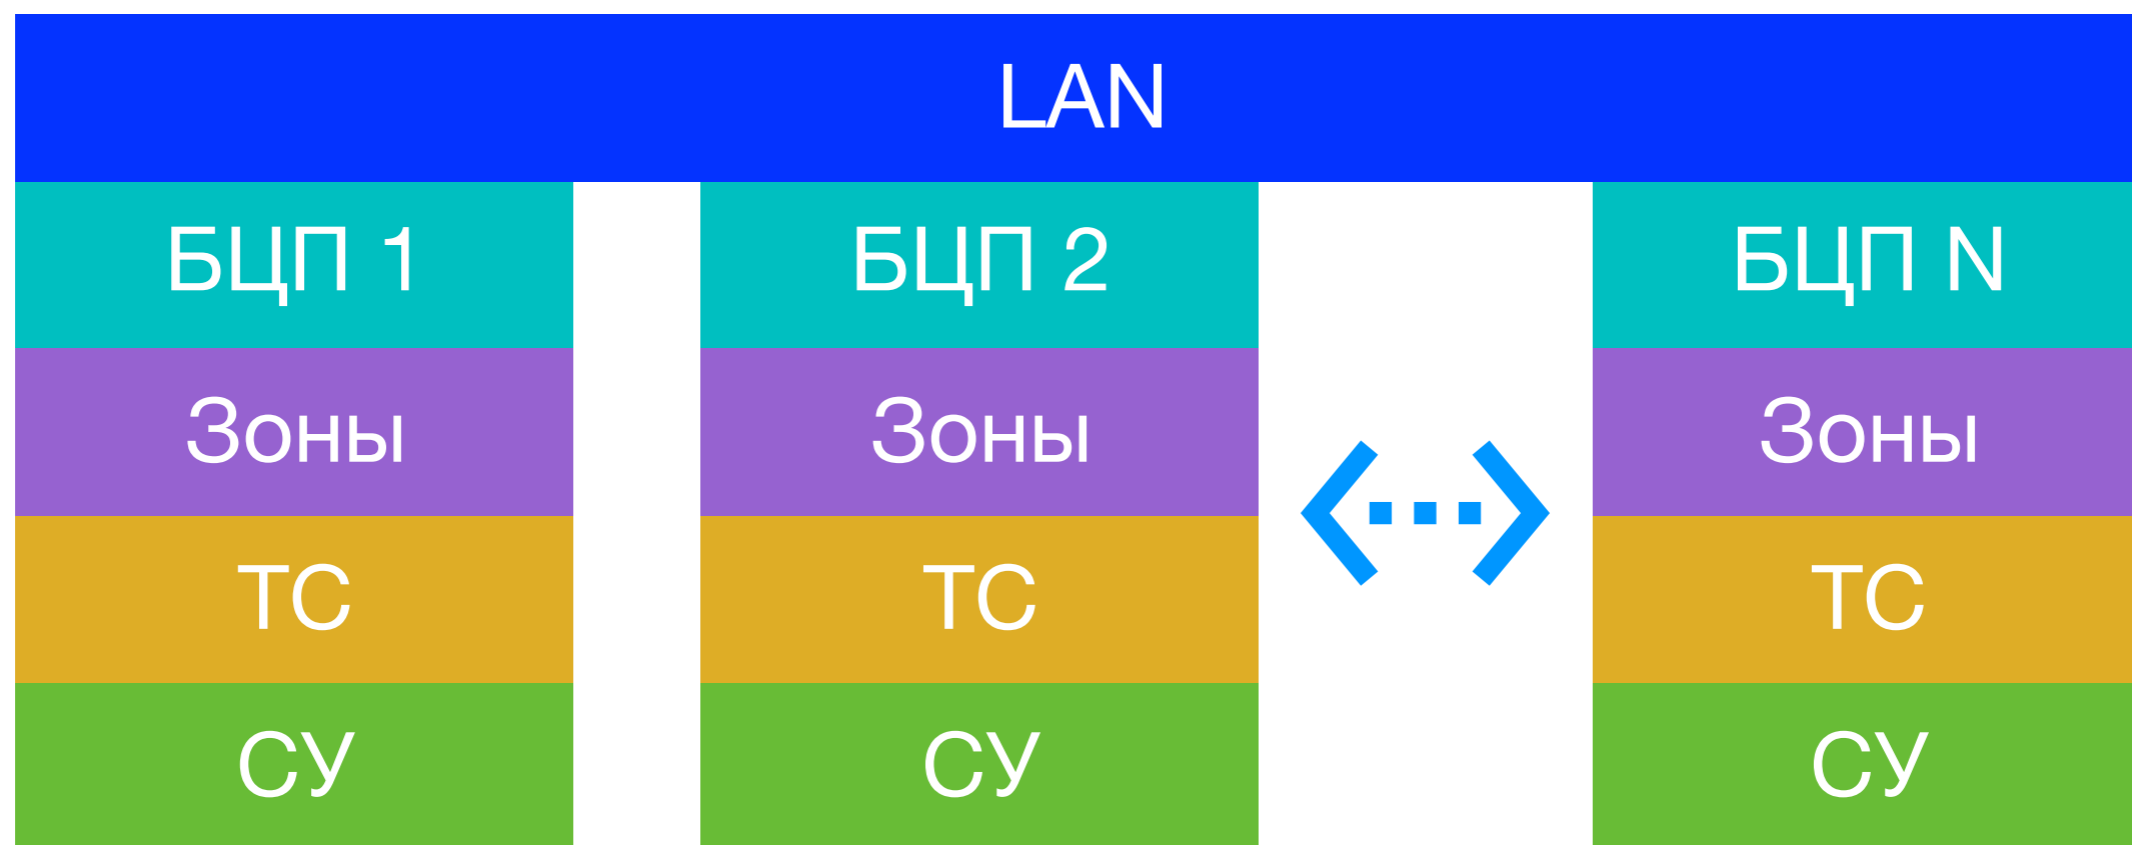 LAN
БЦП 1
БЦП 2
БЦП N
Зоны
Зоны
Зоны
ТС
ТС
ТС
СУ
СУ
СУ